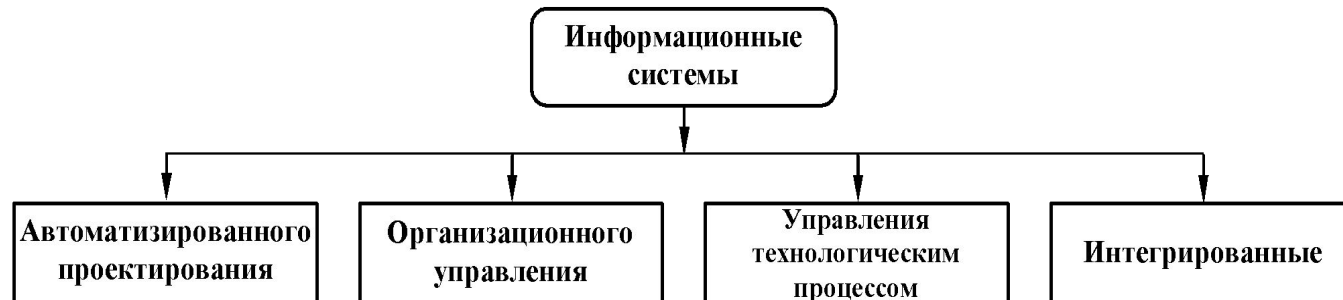 Информационные
системы
Автоматизированного
проектирования
Организационного
управления
Управления
технологическим
процессом
Интегрированные